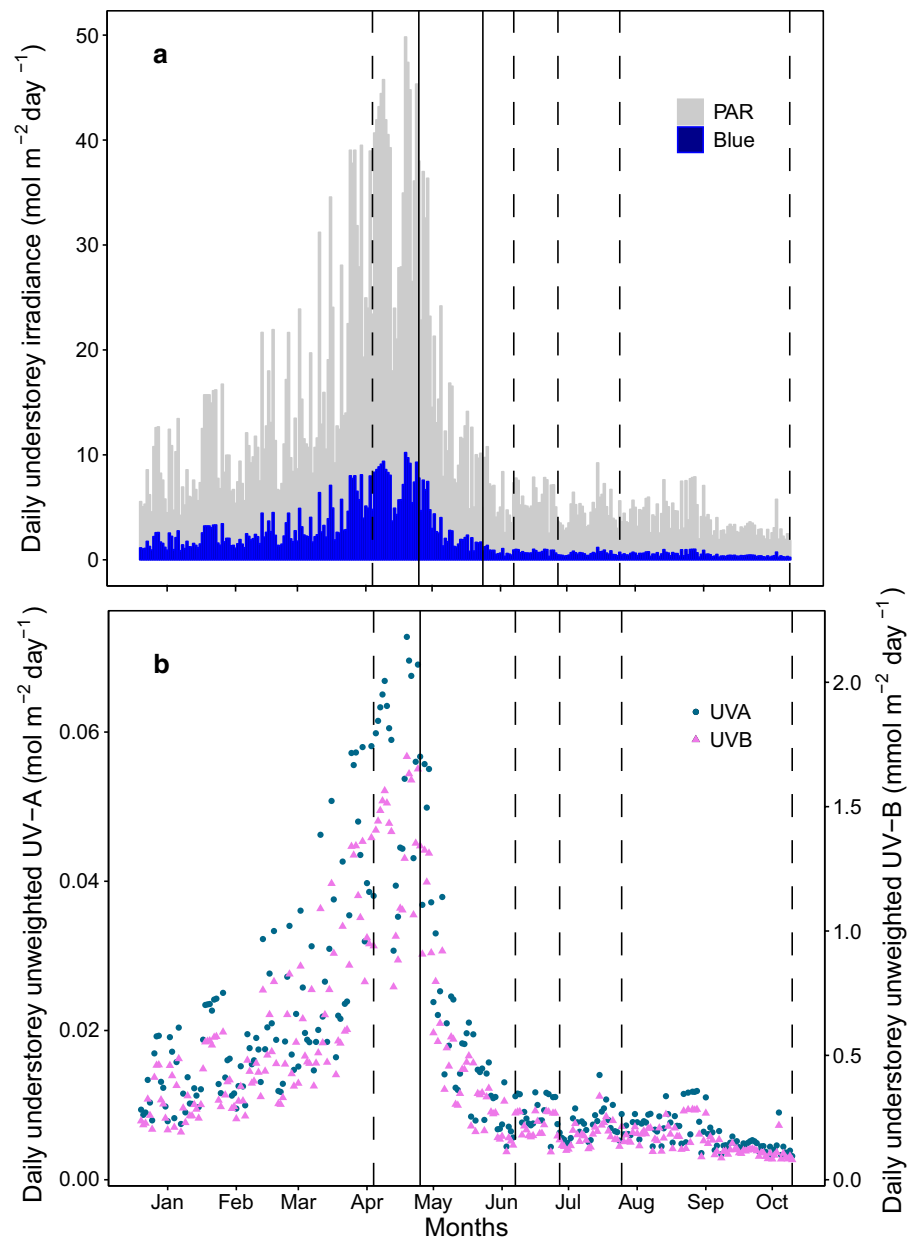 a
Daily understorey irradiance (mol m⁻² day⁻¹)
50
40
30
20
10
0
PAR
Blue
b
Daily understorey unweighted UV−A (mol m⁻² day⁻¹)
0.06
0.04
0.02
0.00
UVA
UVB
2.0
1.5
1.0
0.5
0.0
Daily understorey unweighted UV−B (mmol m⁻² day⁻¹)
Jan Feb Mar Apr May Jun Jul Aug Sep Oct
Months